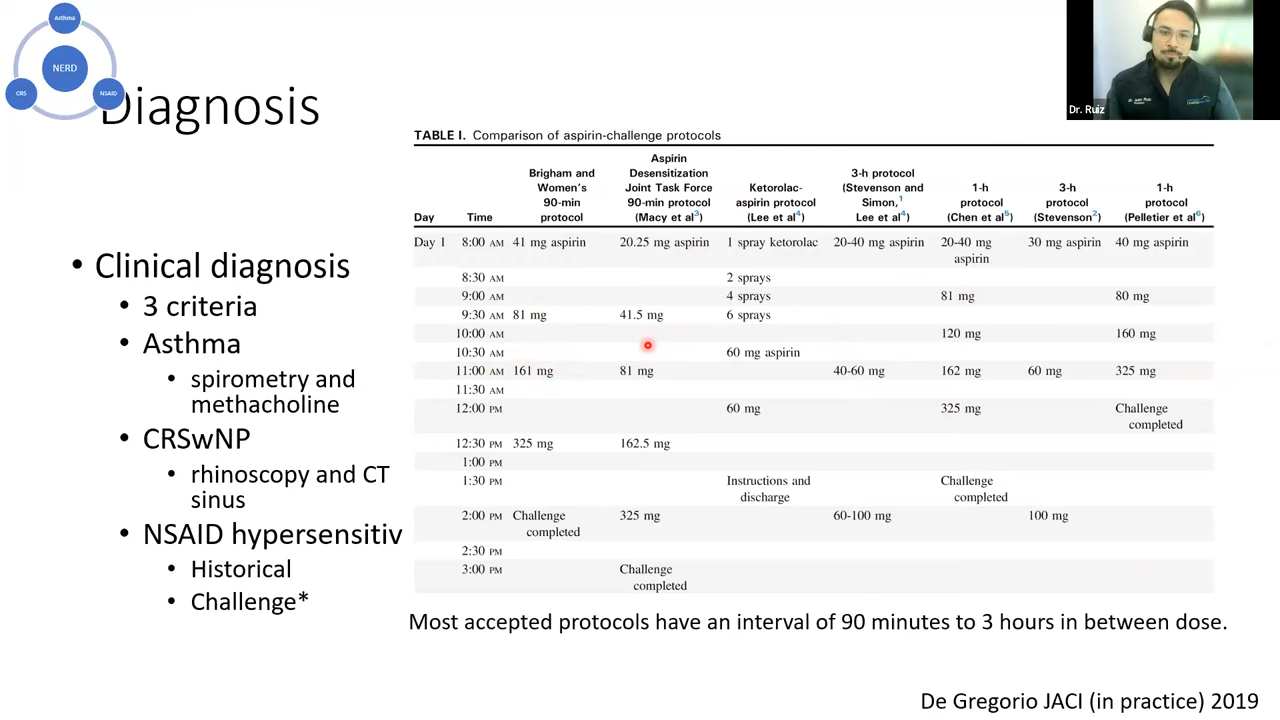 Asthma
NERD
CRS
NSAID
Diagnosis
Dr. Ruiz
• Clinical diagnosis
• 3 criteria
• Asthma
• spirometry and
methacholine
• CRSwNP
• rhinoscopy and CT
sinus
• NSAID hypersensitiv
• Historical
• Challenge*
TABLE I. Comparison of aspirin-challenge protocols
Day Time Brigham and Women's 90-min protocol Aspirin Desensitization Joint Task Force 90-min protocol (Macy et al3) Ketorolac-aspirin protocol (Lee et al4) 3-h protocol (Stevenson and Simon,1 Lee et al4) 1-h protocol (Chen et al5) 3-h protocol (Stevenson2) 1-h protocol (Pelletier et al6)
Day 1 8:00 AM 41 mg aspirin 20.25 mg aspirin 1 spray ketorolac 20-40 mg aspirin 20-40 mg aspirin 30 mg aspirin 40 mg aspirin
8:30 AM 2 sprays
9:00 AM 4 sprays 81 mg 80 mg
9:30 AM 81 mg 41.5 mg 6 sprays
10:00 AM 120 mg 160 mg
10:30 AM 60 mg aspirin
11:00 AM 161 mg 81 mg 40-60 mg 162 mg 60 mg 325 mg
11:30 AM
12:00 PM 60 mg 325 mg Challenge completed
12:30 PM 325 mg 162.5 mg
1:00 PM
1:30 PM Instructions and discharge Challenge completed
2:00 PM Challenge completed 325 mg 60-100 mg 100 mg
2:30 PM
3:00 PM Challenge completed
Most accepted protocols have an interval of 90 minutes to 3 hours in between dose.
De Gregorio JACI (in practice) 2019